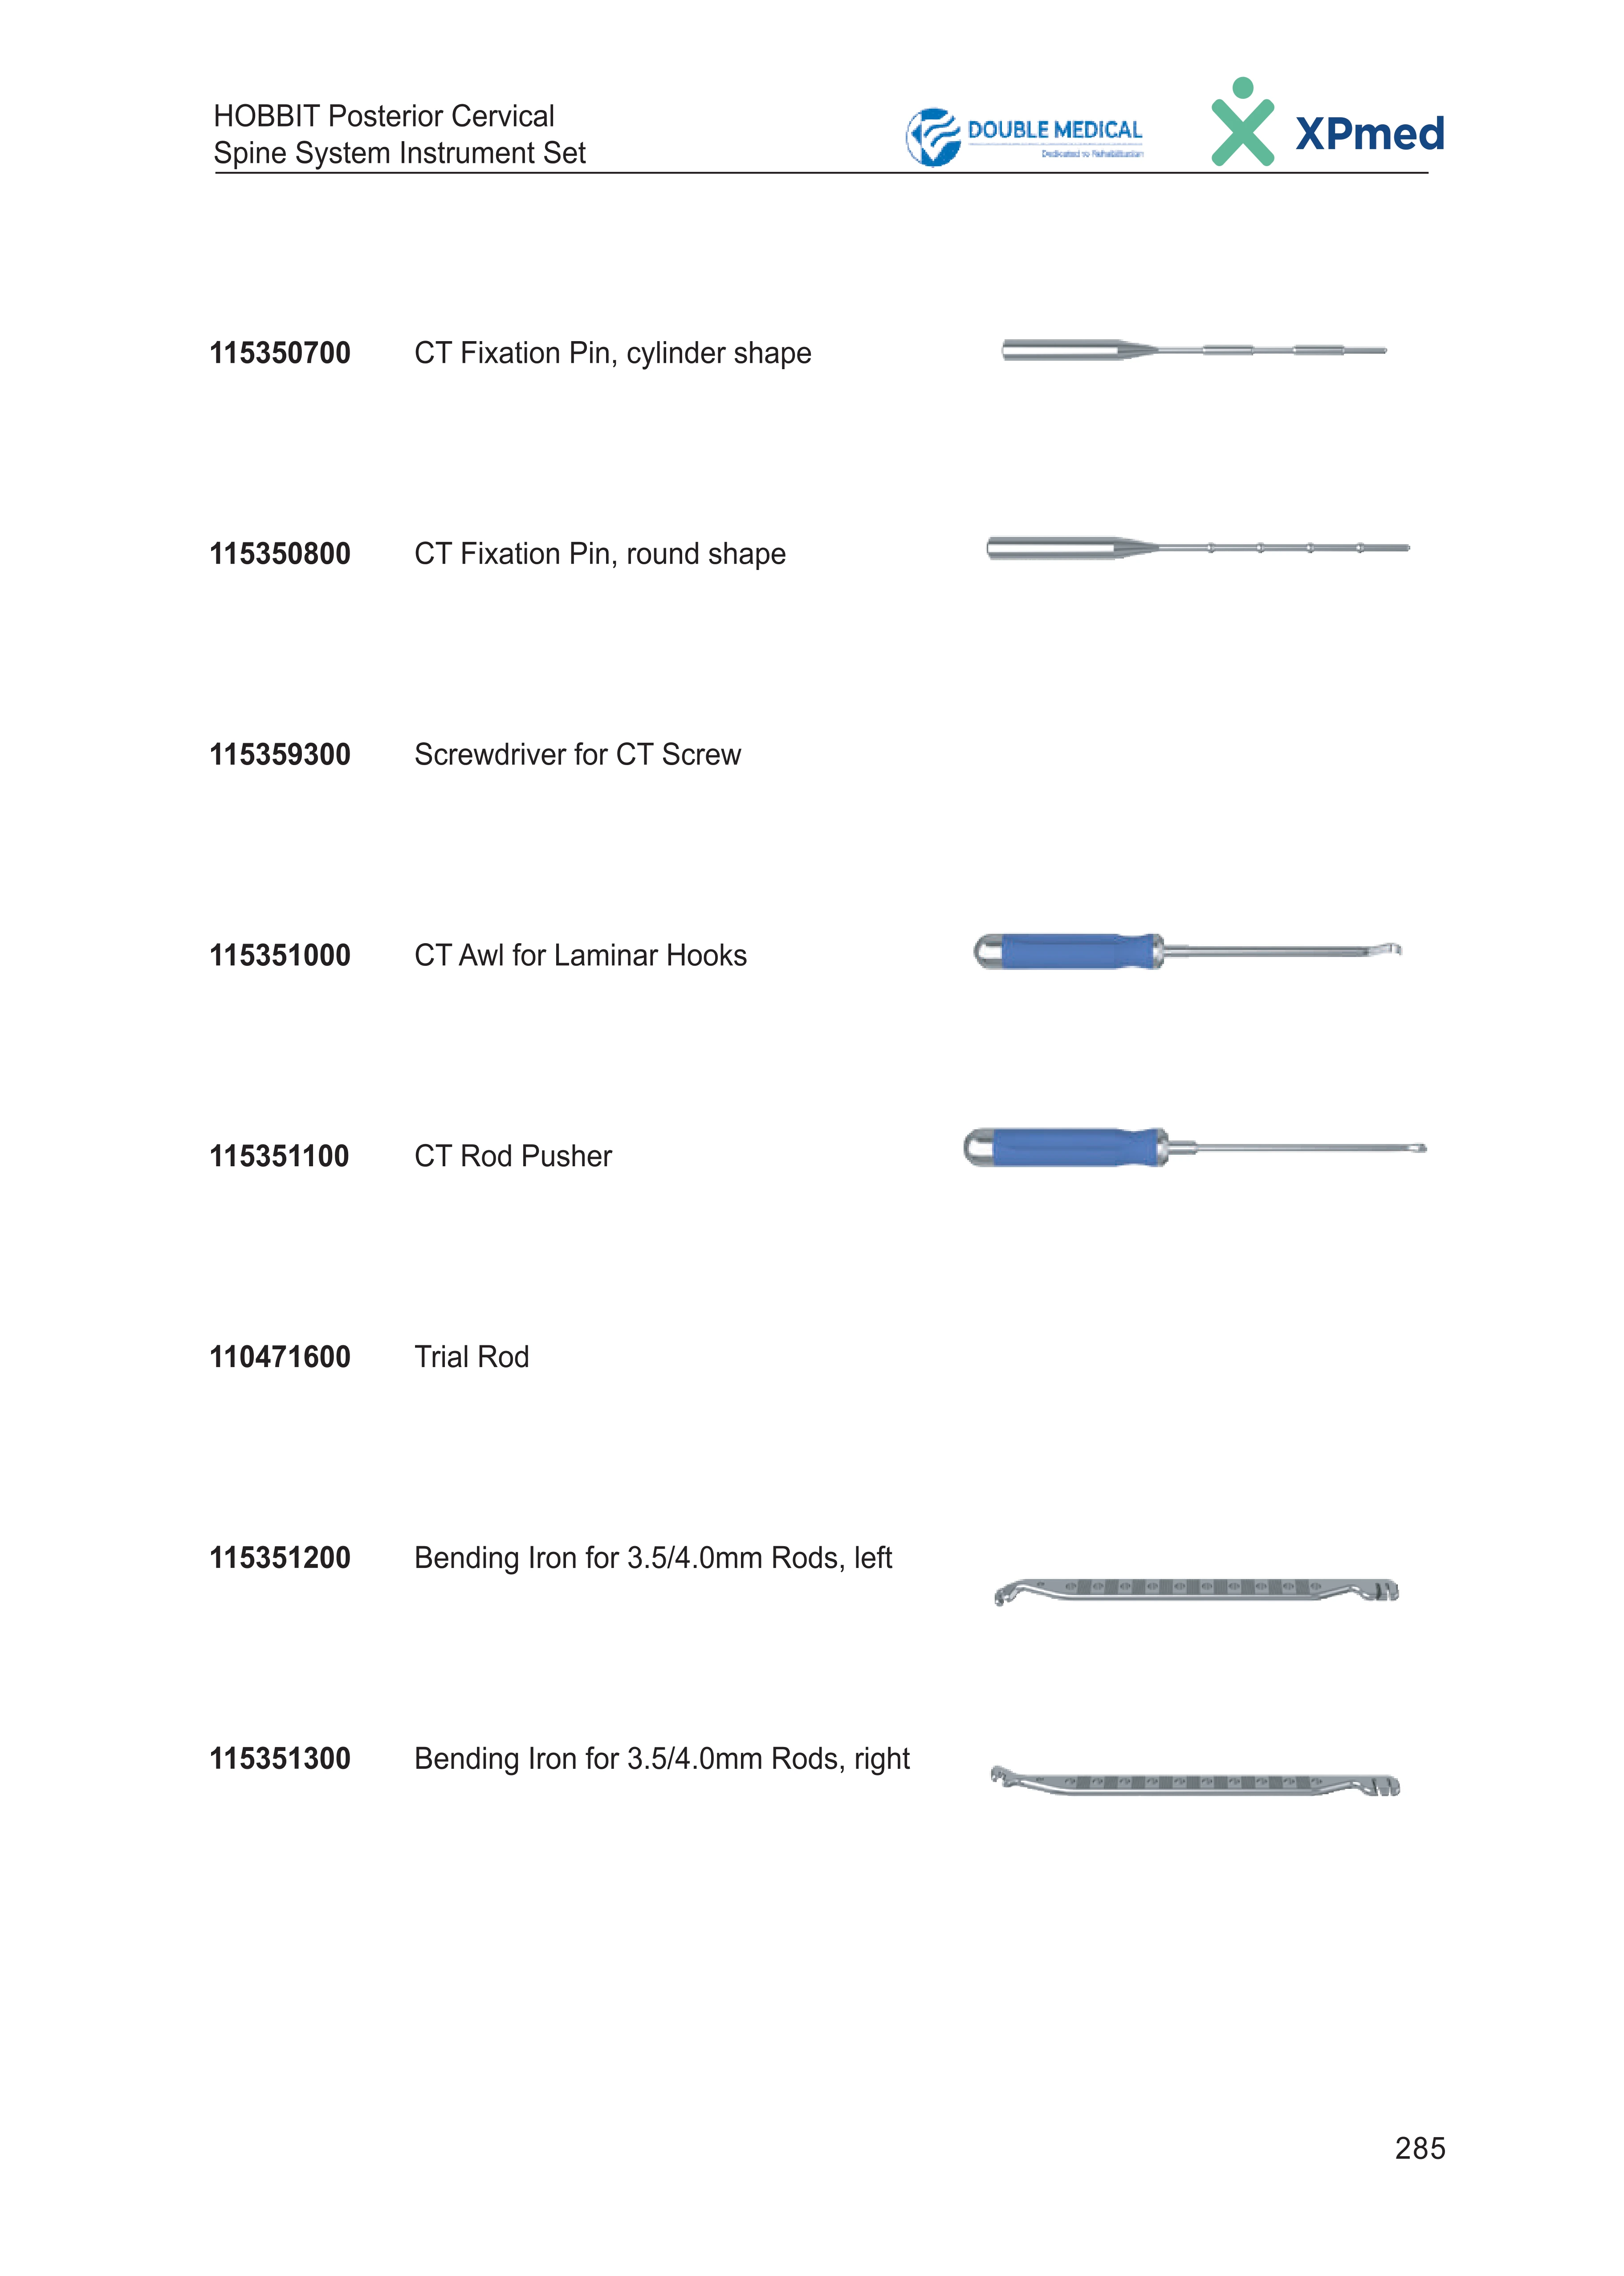 HOBBIT Posterior Cervical
Spine System Instrument Set
DOUBLE MEDICAL
Dedicated to Rehabilitation
XPmed
115350700 CT Fixation Pin, cylinder shape
115350800 CT Fixation Pin, round shape
115359300 Screwdriver for CT Screw
115351000 CT Awl for Laminar Hooks
115351100 CT Rod Pusher
110471600 Trial Rod
115351200 Bending Iron for 3.5/4.0mm Rods, left
115351300 Bending Iron for 3.5/4.0mm Rods, right
285